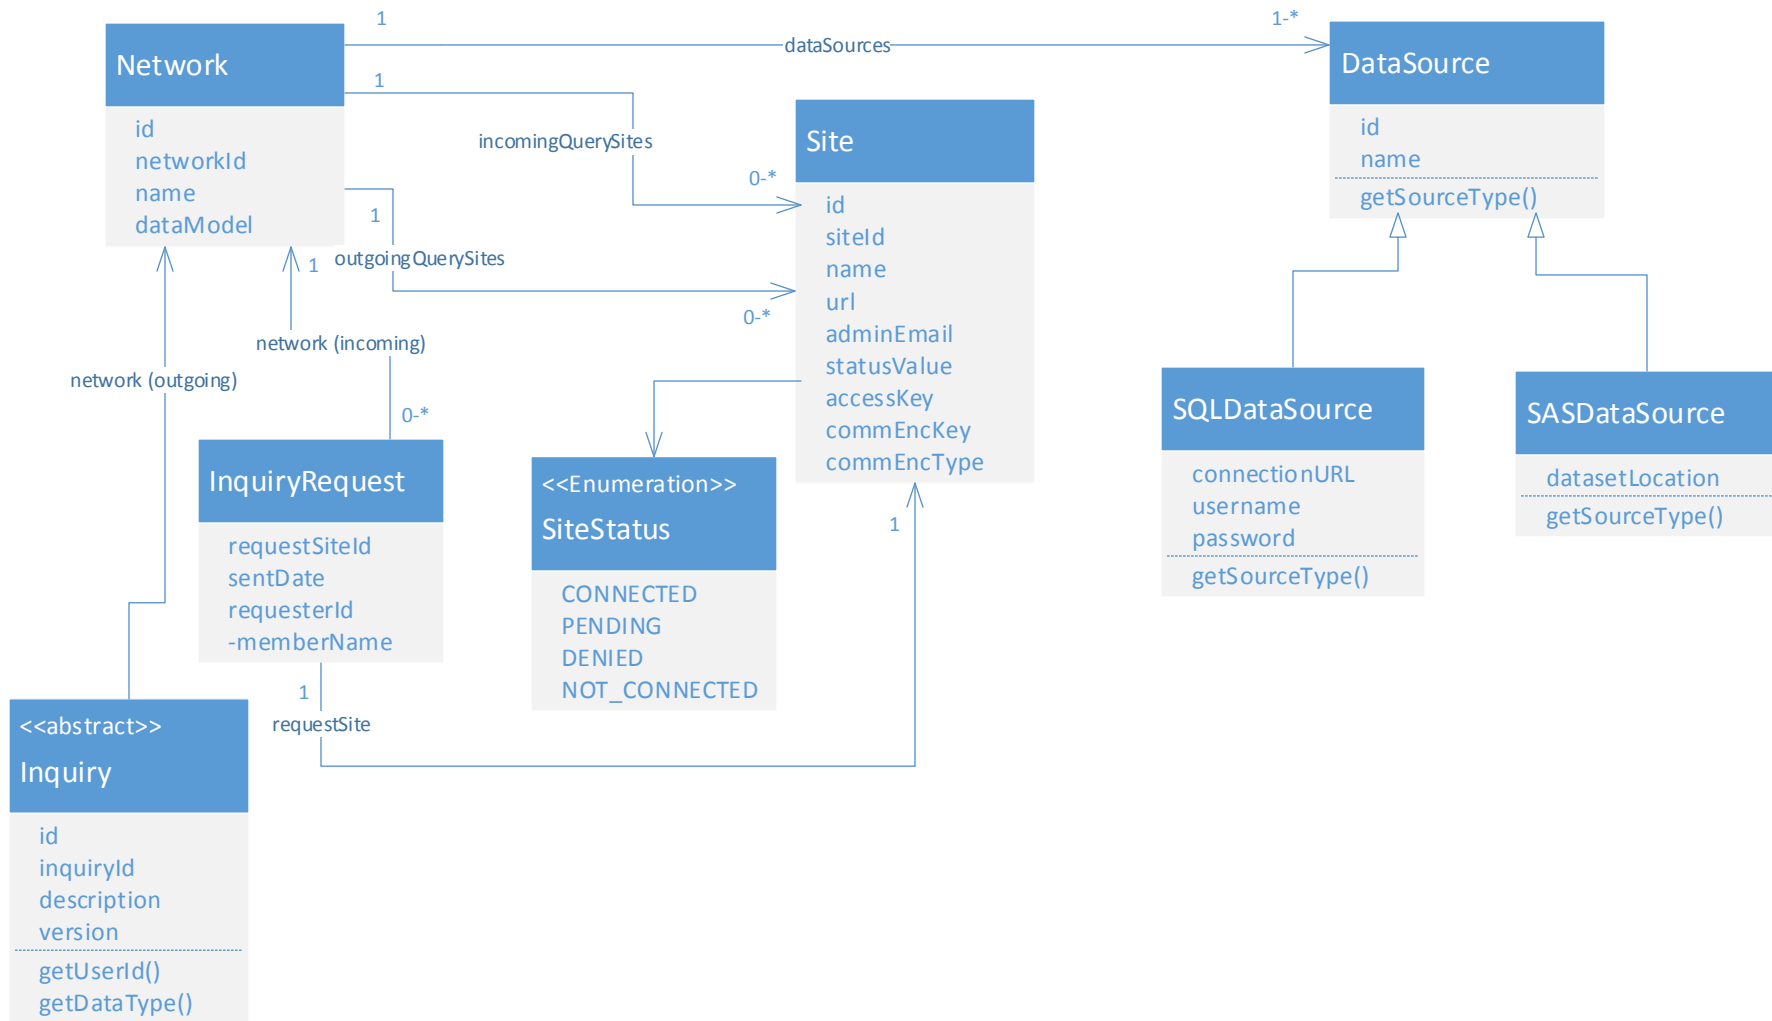 1
1-*
dataSources
Network
id
networkId
name
dataModel
1
incomingQuerySites
0-*
1
outgoingQuerySites
0-*
Site
id
siteId
name
url
adminEmail
statusValue
accessKey
commEncKey
commEncType
DataSource
id
name
getSourceType()
1
network (incoming)
0-*
network (outgoing)
InquiryRequest
requestSiteId
sentDate
requesterId
-memberName
<<Enumeration>>
SiteStatus
CONNECTED
PENDING
DENIED
NOT_CONNECTED
1
SQLDataSource
connectionURL
username
password
getSourceType()
SASDataSource
datasetLocation
getSourceType()
1
requestSite
<<abstract>>
Inquiry
id
inquiryId
description
version
getUserId()
getDataType()